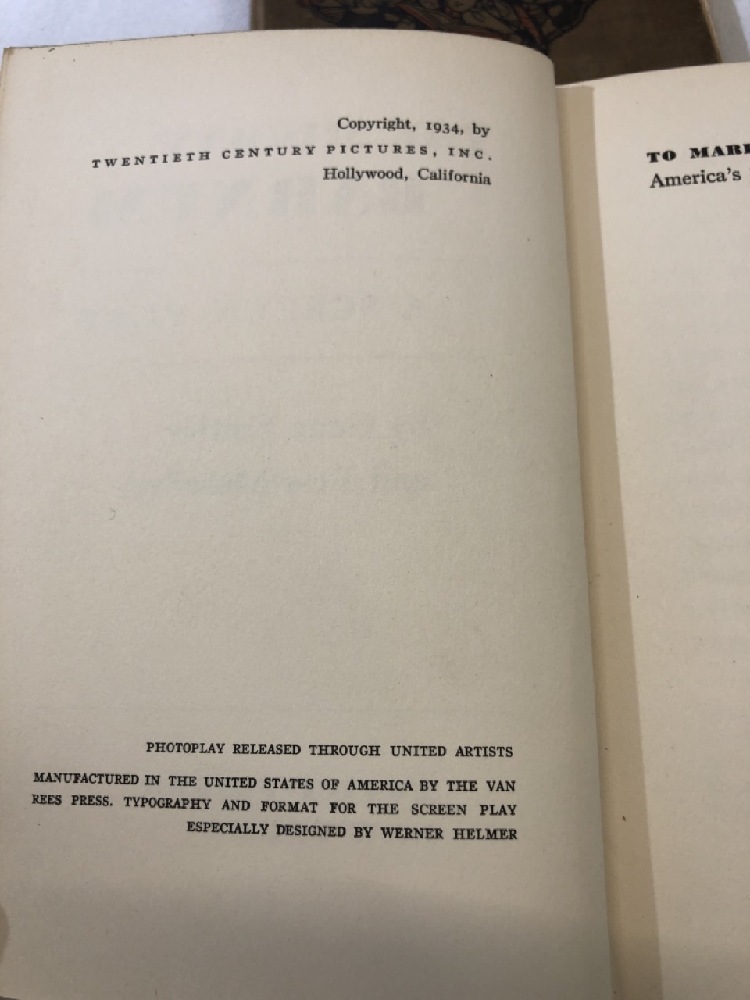 Copyright, 1934, by
TWENTIETH CENTURY PICTURES, INC.
Hollywood, California
PHOTOPLAY RELEASED THROUGH UNITED ARTISTS
MANUFACTURED IN THE UNITED STATES OF AMERICA BY THE VAN
REES PRESS. TYPOGRAPHY AND FORMAT FOR THE SCREEN PLAY
ESPECIALLY DESIGNED BY WERNER HELMER
TO
America's